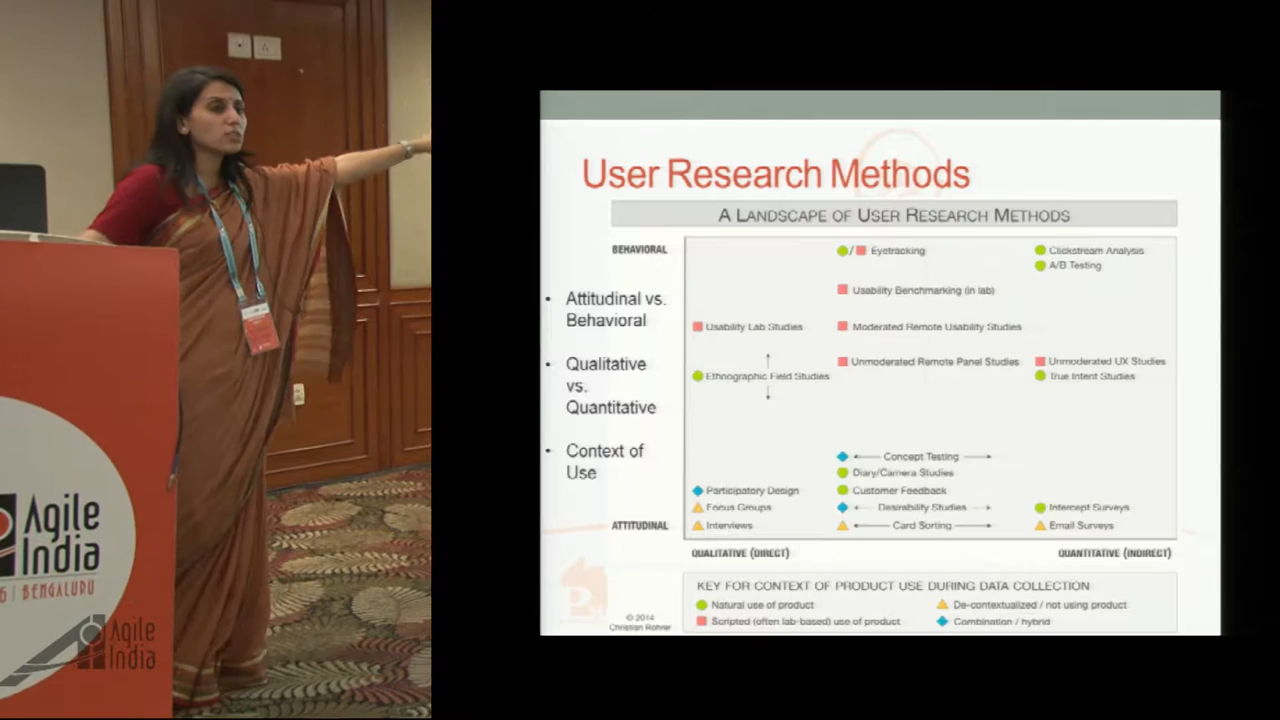 User Research Methods
A LANDSCAPE OF USER RESEARCH METHODS
• Attitudinal vs.
Behavioral
• Qualitative
vs.
Quantitative
• Context of
Use
BEHAVIORAL
Eyetracking
Clickstream Analysis
A/B Testing
Usability Benchmarking (in lab)
Usability Lab Studies
Moderated Remote Usability Studies
Unmoderated Remote Panel Studies
Unmoderated UX Studies
Ethnographic Field Studies
True Intent Studies
Concept Testing
Diary/Camera Studies
Participatory Design
Customer Feedback
Focus Groups
Desirability Studies
Intercept Surveys
ATTITUDINAL
Interviews
Card Sorting
Email Surveys
QUALITATIVE (DIRECT)
QUANTITATIVE (INDIRECT)
KEY FOR CONTEXT OF PRODUCT USE DURING DATA COLLECTION
Natural use of product
De-contextualized / not using product
Scripted (often lab-based) use of product
Combination / hybrid
© 2014
Christian Rohrer
Agile
India
6 | BENGALURU
Agile
India